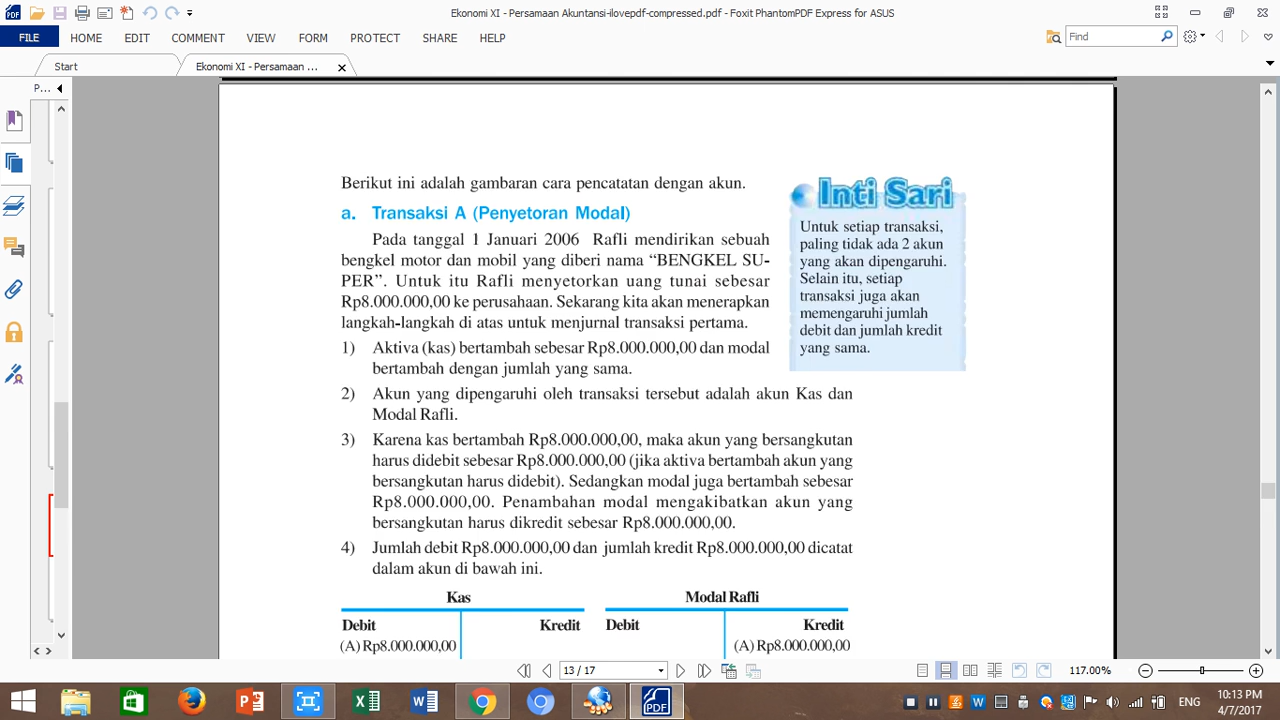 Ekonomi XI - Persamaan Akuntansi-ilovepdf-compressed.pdf - Foxit PhantomPDF Express for ASUS
FILE HOME EDIT COMMENT VIEW FORM PROTECT SHARE HELP
Find
Start
Ekonomi XI - Persamaan ...
P...
Berikut ini adalah gambaran cara pencatatan dengan akun.
a. Transaksi A (Penyetoran Modal)
Pada tanggal 1 Januari 2006 Rafli mendirikan sebuah
bengkel motor dan mobil yang diberi nama “BENGKEL SU-
PER”. Untuk itu Rafli menyetorkan uang tunai sebesar
Rp8.000.000,00 ke perusahaan. Sekarang kita akan menerapkan
langkah-langkah di atas untuk menjurnal transaksi pertama.
1) Aktiva (kas) bertambah sebesar Rp8.000.000,00 dan modal
bertambah dengan jumlah yang sama.
2) Akun yang dipengaruhi oleh transaksi tersebut adalah akun Kas dan
Modal Rafli.
3) Karena kas bertambah Rp8.000.000,00, maka akun yang bersangkutan
harus didebit sebesar Rp8.000.000,00 (jika aktiva bertambah akun yang
bersangkutan harus didebit). Sedangkan modal juga bertambah sebesar
Rp8.000.000,00. Penambahan modal mengakibatkan akun yang
bersangkutan harus dikredit sebesar Rp8.000.000,00.
4) Jumlah debit Rp8.000.000,00 dan jumlah kredit Rp8.000.000,00 dicatat
dalam akun di bawah ini.
Inti Sari
Untuk setiap transaksi,
paling tidak ada 2 akun
yang akan dipengaruhi.
Selain itu, setiap
transaksi juga akan
memengaruhi jumlah
debit dan jumlah kredit
yang sama.
Kas
Debit Kredit
(A) Rp8.000.000,00
Modal Rafli
Debit Kredit
(A) Rp8.000.000,00
13 / 17
117.00%
ENG
10:13 PM
4/7/2017